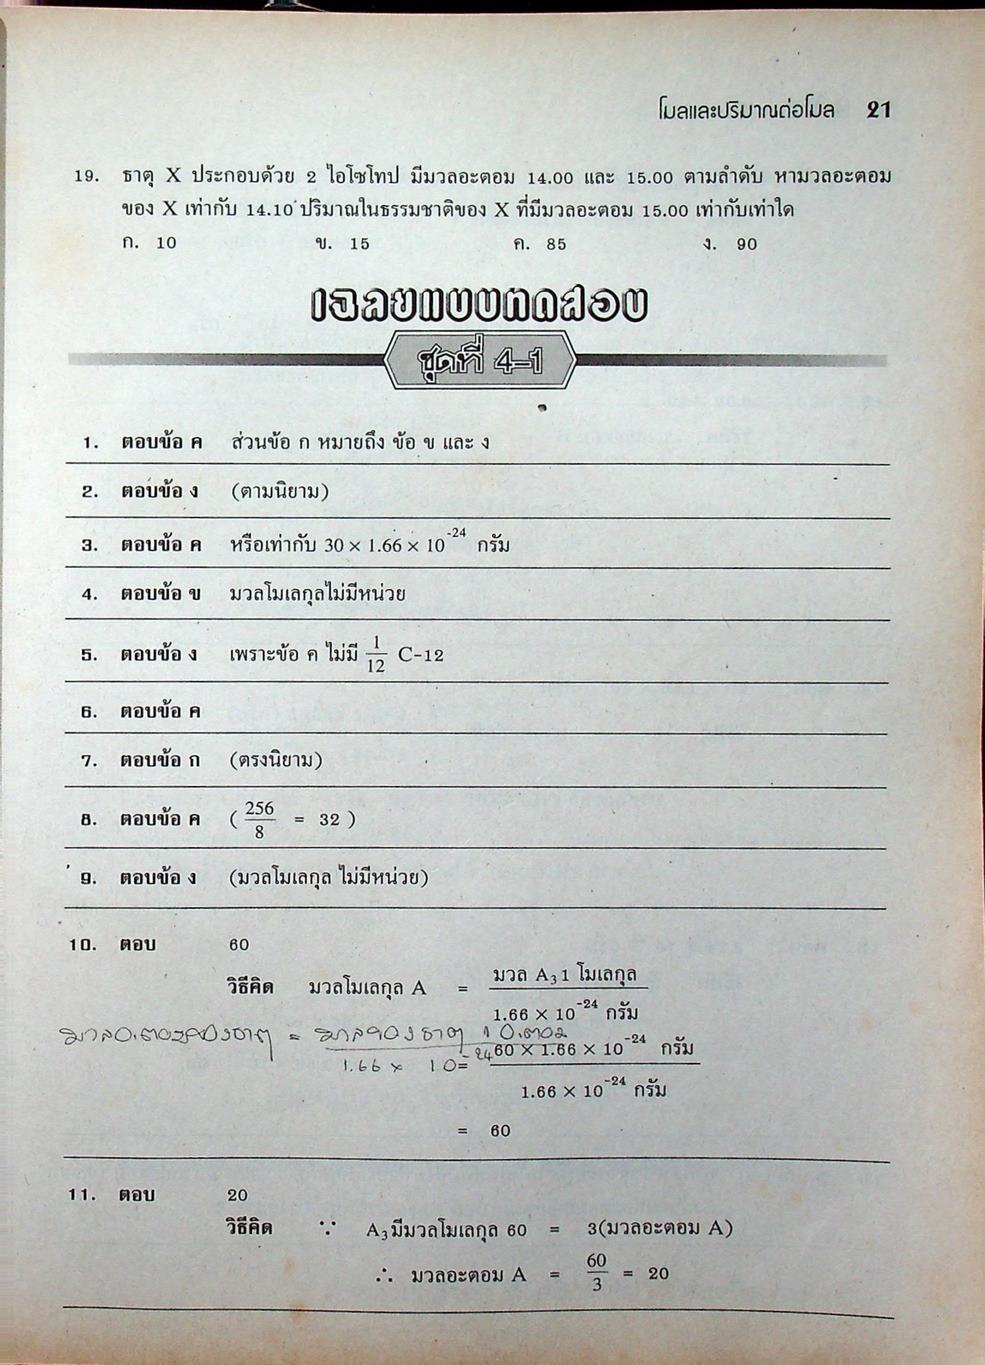 โมลและปริมาณต่อโมล 21
19. ธาตุ X ประกอบด้วย 2 ไอโซโทป มีมวลอะตอม 14.00 และ 15.00 ตามลำดับ หามวลอะตอม
ของ X เท่ากับ 14.10 ปริมาณในธรรมชาติของ X ที่มีมวลอะตอม 15.00 เท่ากับเท่าใด
ก. 10 ข. 15 ค. 85 ง. 90
เฉลยแบบทดสอบ
ชุดที่ 4-1
1. ตอบข้อ ค ส่วนข้อ ก หมายถึง ข้อ ข และ ง
2. ตอบข้อ ง (ตามนิยาม)
3. ตอบข้อ ค หรือเท่ากับ 30 × 1.66 × 10⁻²⁴ กรัม
4. ตอบข้อ ข มวลโมเลกุลไม่มีหน่วย
5. ตอบข้อ ง เพราะข้อ ค ไม่มี 1/12 C-12
6. ตอบข้อ ค
7. ตอบข้อ ก (ตรงนิยาม)
8. ตอบข้อ ค ( 256/8 = 32 )
9. ตอบข้อ ง (มวลโมเลกุล ไม่มีหน่วย)
10. ตอบ 60
วิธีคิด มวลโมเลกุล A = มวล A₃ 1 โมเลกุล
1.66 × 10⁻²⁴ กรัม
= 60 × 1.66 × 10⁻²⁴ กรัม
1.66 × 10⁻²⁴ กรัม
1.66 × 10⁻²⁴
= 60
11. ตอบ 20
วิธีคิด ∵ A₃มีมวลโมเลกุล 60 = 3(มวลอะตอม A)
∴ มวลอะตอม A = 60/3 = 20